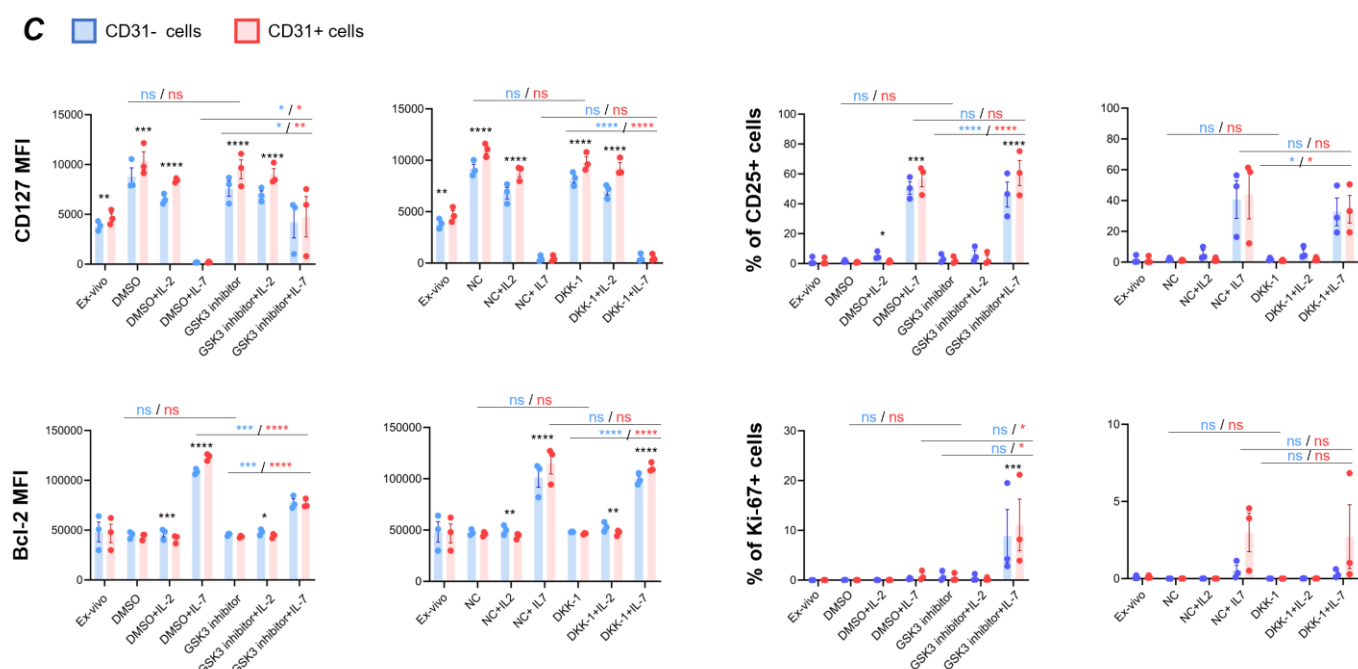 C CD31- cells CD31+ cells
CD127 MFI
15000
10000
5000
0
ns / ns
* / *
* / **
**
***
****
****
****
Ex-vivo
DMSO
DMSO+IL-2
DMSO+IL-7
GSK3 inhibitor
GSK3 inhibitor+IL-2
GSK3 inhibitor+IL-7
15000
10000
5000
0
ns / ns
ns / ns
**** / ****
**
****
****
****
****
Ex-vivo
NC
NC+IL2
NC+ IL7
DKK-1
DKK-1+IL-2
DKK-1+IL-7
% of CD25+ cells
100
80
60
40
20
0
ns / ns
ns / ns
**** / ****
*
***
****
Ex-vivo
DMSO
DMSO+IL-2
DMSO+IL-7
GSK3 inhibitor
GSK3 inhibitor+IL-2
GSK3 inhibitor+IL-7
100
80
60
40
20
0
ns / ns
ns / ns
* / *
Ex-vivo
NC
NC+IL2
NC+ IL7
DKK-1
DKK-1+IL-2
DKK-1+IL-7
Bcl-2 MFI
150000
100000
50000
0
ns / ns
*** / ****
*** / ****
***
****
*
Ex-vivo
DMSO
DMSO+IL-2
DMSO+IL-7
GSK3 inhibitor
GSK3 inhibitor+IL-2
GSK3 inhibitor+IL-7
150000
100000
50000
0
ns / ns
ns / ns
**** / ****
**
****
**
****
Ex-vivo
NC
NC+IL2
NC+ IL7
DKK-1
DKK-1+IL-2
DKK-1+IL-7
% of Ki-67+ cells
30
20
10
0
ns / ns
ns / *
ns / *
***
Ex-vivo
DMSO
DMSO+IL-2
DMSO+IL-7
GSK3 inhibitor
GSK3 inhibitor+IL-2
GSK3 inhibitor+IL-7
10
5
0
ns / ns
ns / ns
ns / ns
Ex-vivo
NC
NC+IL2
NC+ IL7
DKK-1
DKK-1+IL-2
DKK-1+IL-7